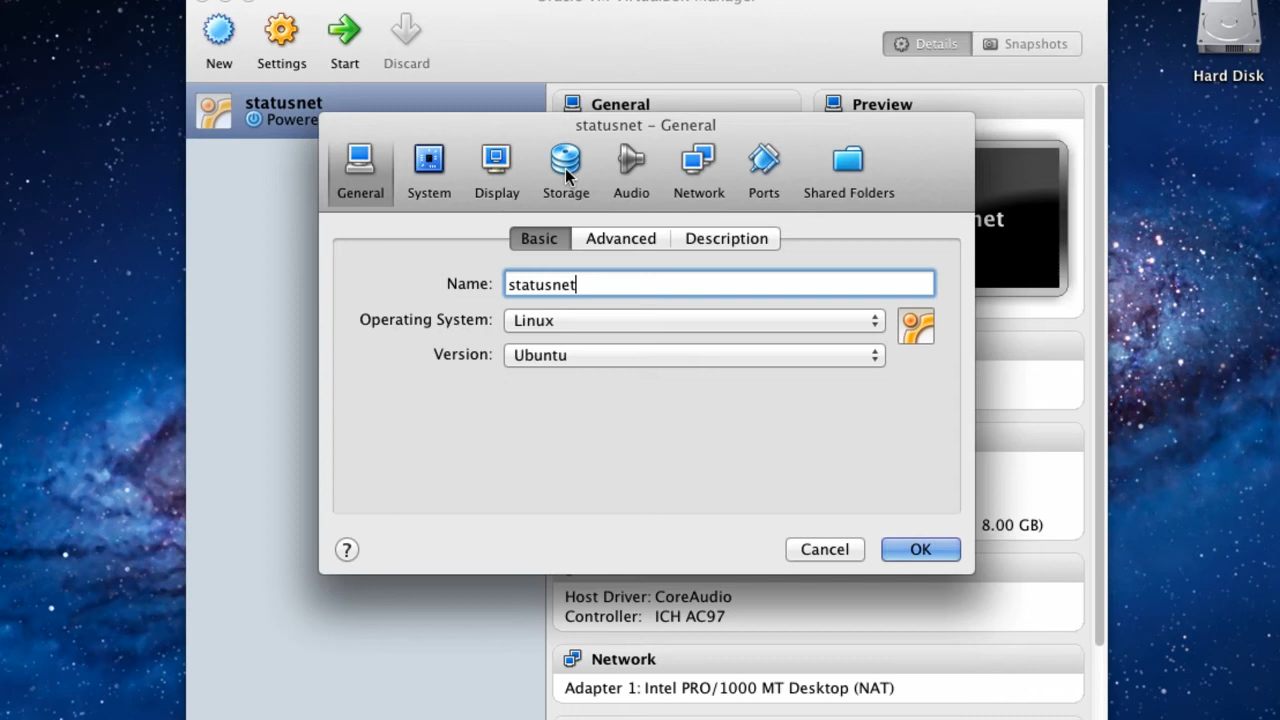 New
Settings
Start
Discard
Details
Snapshots
Hard Disk
statusnet
Powere
General
Preview
statusnet – General
General
System
Display
Storage
Audio
Network
Ports
Shared Folders
Basic
Advanced
Description
net
Name:
statusnet
Operating System:
Linux
Version:
Ubuntu
8.00 GB)
?
Cancel
OK
Host Driver: CoreAudio
Controller: ICH AC97
Network
Adapter 1: Intel PRO/1000 MT Desktop (NAT)